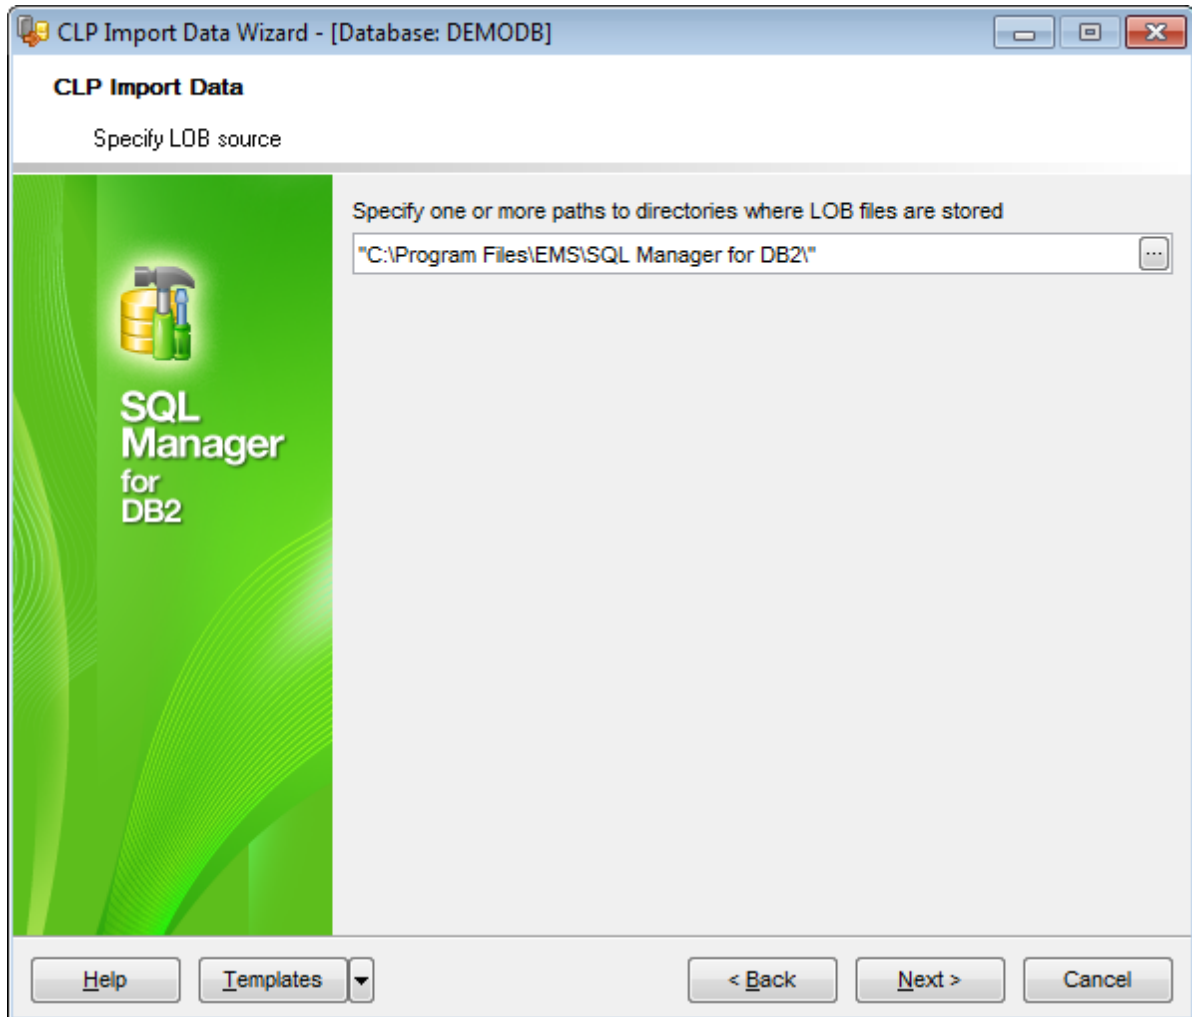 CLP Import Data Wizard - [Database: DEMODB]
CLP Import Data
Specify LOB source
Specify one or more paths to directories where LOB files are stored
"C:\Program Files\EMS\SQL Manager for DB2\"
...
SQL
Manager
for
DB2
Help
Templates
< Back
Next >
Cancel